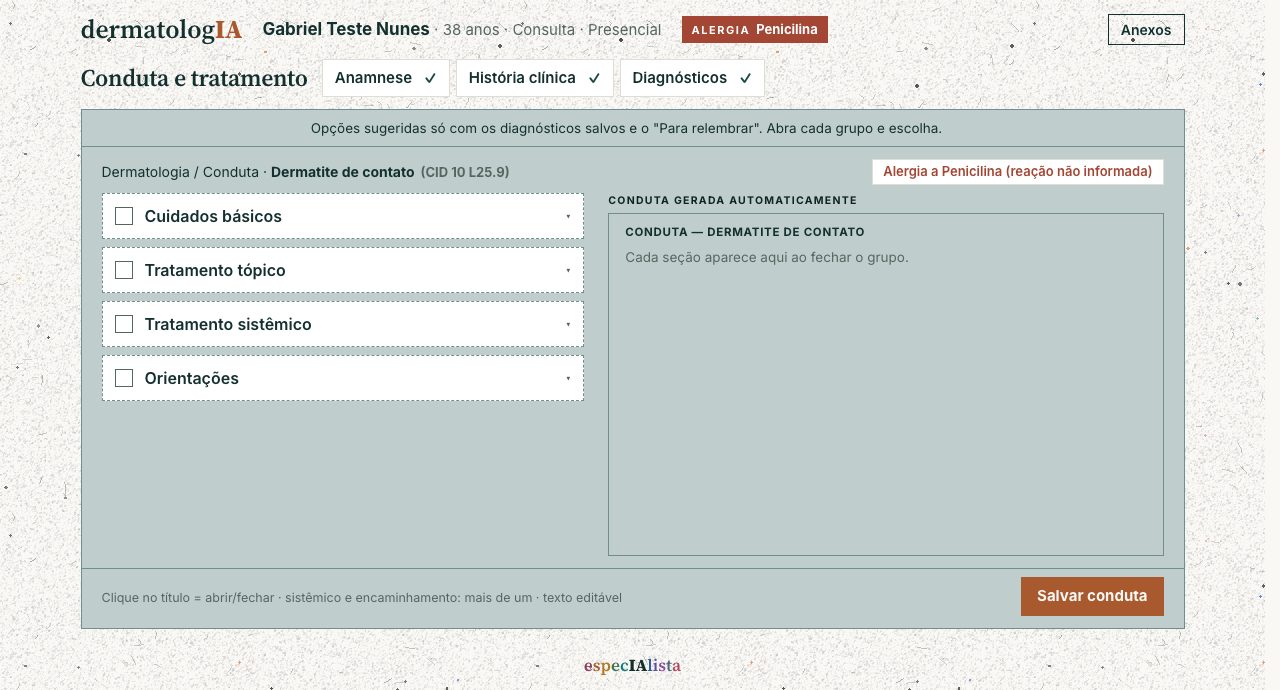 dermatologIA Gabriel Teste Nunes · 38 anos · Consulta · Presencial ALERGIA Penicilina Anexos
Conduta e tratamento Anamnese ✓ História clínica ✓ Diagnósticos ✓
Opções sugeridas só com os diagnósticos salvos e o "Para relembrar". Abra cada grupo e escolha.
Dermatologia / Conduta · Dermatite de contato (CID 10 L25.9) Alergia a Penicilina (reação não informada)
Cuidados básicos
Tratamento tópico
Tratamento sistêmico
Orientações
CONDUTA GERADA AUTOMATICAMENTE
CONDUTA — DERMATITE DE CONTATO
Cada seção aparece aqui ao fechar o grupo.
Clique no título = abrir/fechar · sistêmico e encaminhamento: mais de um · texto editável Salvar conduta
especIAlista